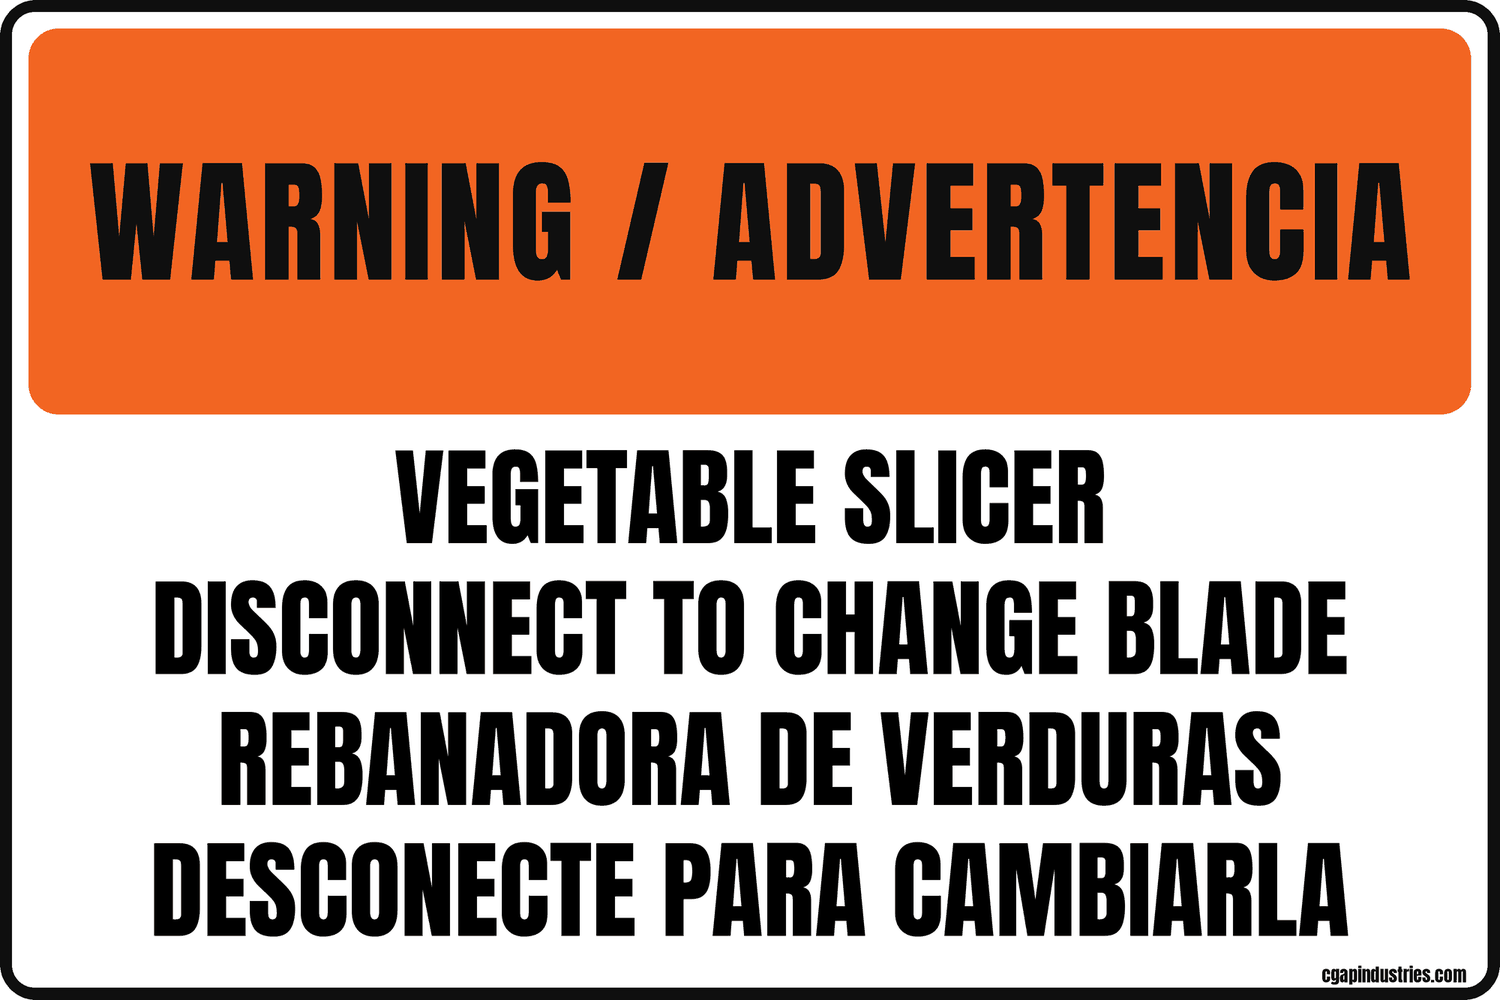 WARNING / ADVERTENCIA
VEGETABLE SLICER
DISCONNECT TO CHANGE BLADE
REBANADORA DE VERDURAS
DESCONECTE PARA CAMBIARLA
cgapindustries.com